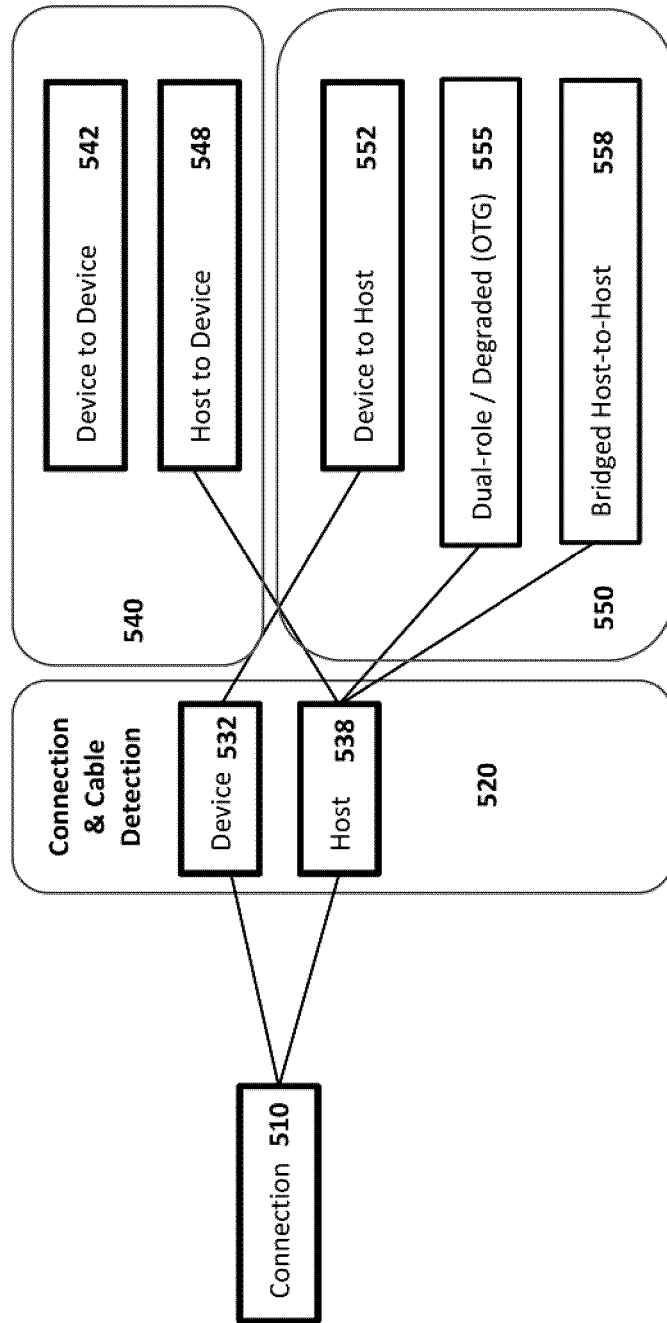 Connection 510
Connection
& Cable
Detection
Device 532
Host 538
520
540
Device to Device 542
Host to Device 548
Device to Host 552
Dual-role / Degraded (OTG) 555
Bridged Host-to-Host 558
550